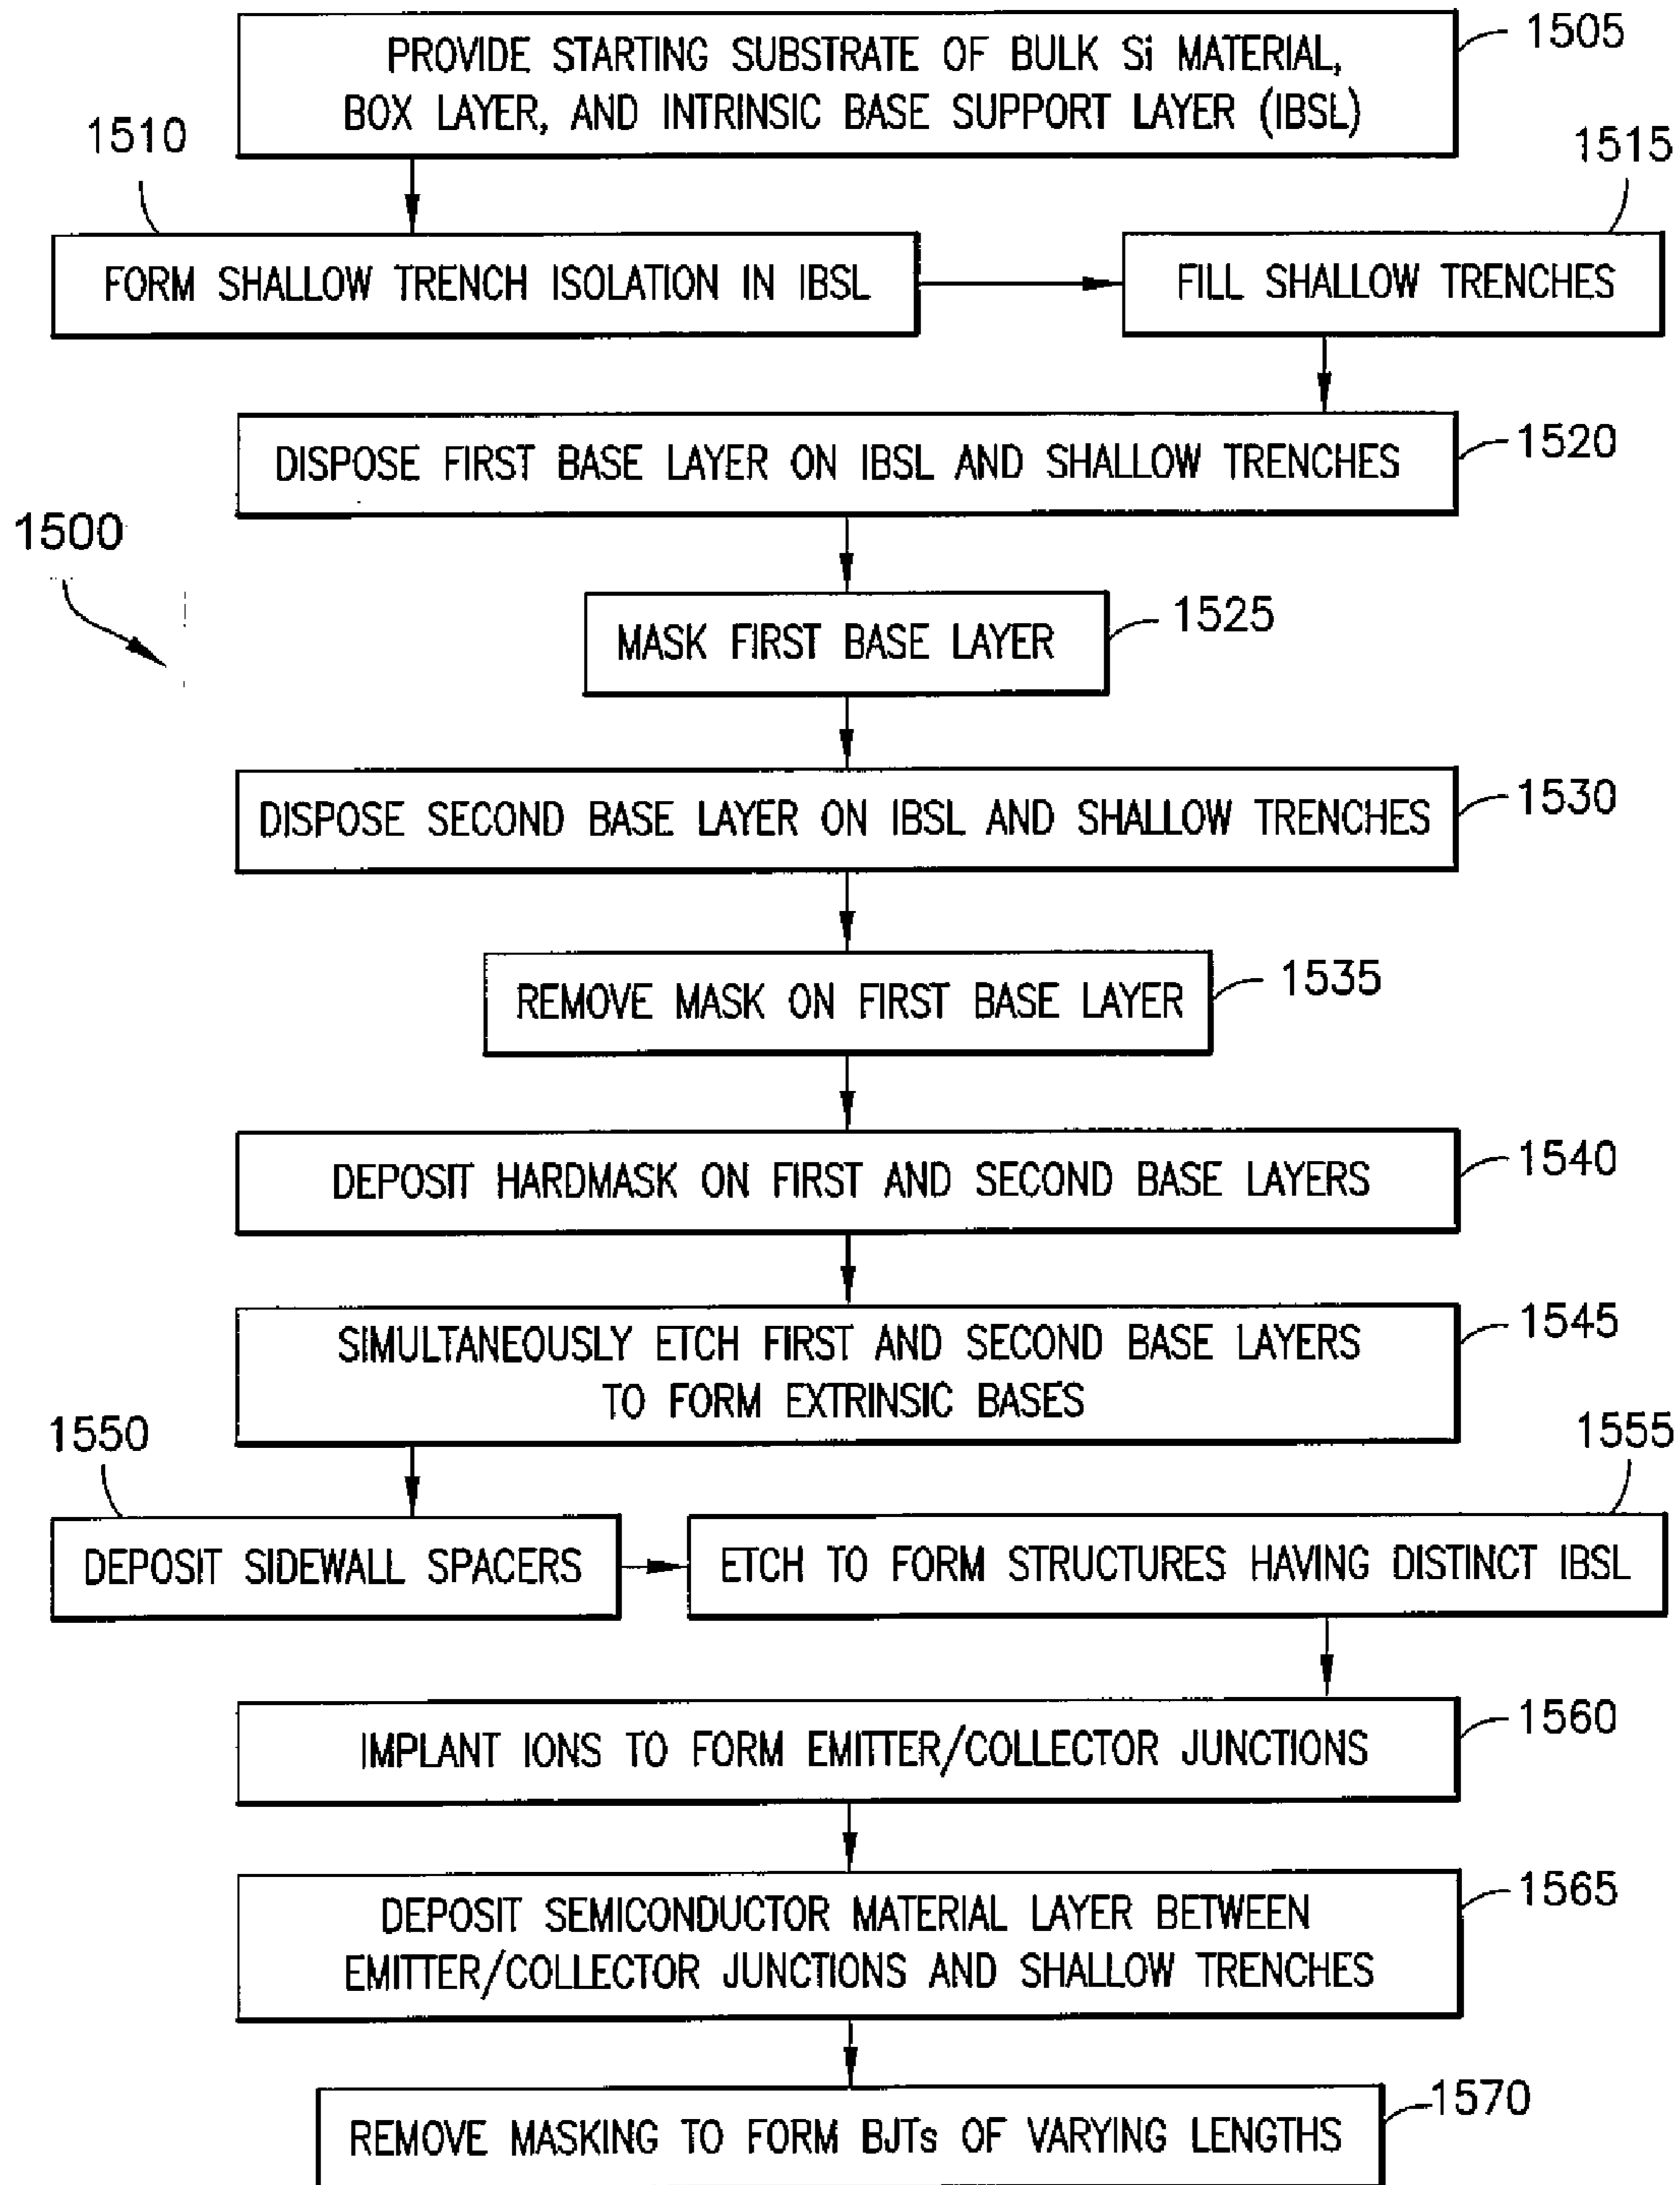 PROVIDE STARTING SUBSTRATE OF BULK Si MATERIAL,
BOX LAYER, AND INTRINSIC BASE SUPPORT LAYER (IBSL)
1505
1510
FORM SHALLOW TRENCH ISOLATION IN IBSL
1515
FILL SHALLOW TRENCHES
DISPOSE FIRST BASE LAYER ON IBSL AND SHALLOW TRENCHES
1520
1500
MASK FIRST BASE LAYER
1525
DISPOSE SECOND BASE LAYER ON IBSL AND SHALLOW TRENCHES
1530
REMOVE MASK ON FIRST BASE LAYER
1535
DEPOSIT HARDMASK ON FIRST AND SECOND BASE LAYERS
1540
SIMULTANEOUSLY ETCH FIRST AND SECOND BASE LAYERS
TO FORM EXTRINSIC BASES
1545
1550
DEPOSIT SIDEWALL SPACERS
1555
ETCH TO FORM STRUCTURES HAVING DISTINCT IBSL
IMPLANT IONS TO FORM EMITTER/COLLECTOR JUNCTIONS
1560
DEPOSIT SEMICONDUCTOR MATERIAL LAYER BETWEEN
EMITTER/COLLECTOR JUNCTIONS AND SHALLOW TRENCHES
1565
REMOVE MASKING TO FORM BJTs OF VARYING LENGTHS
1570